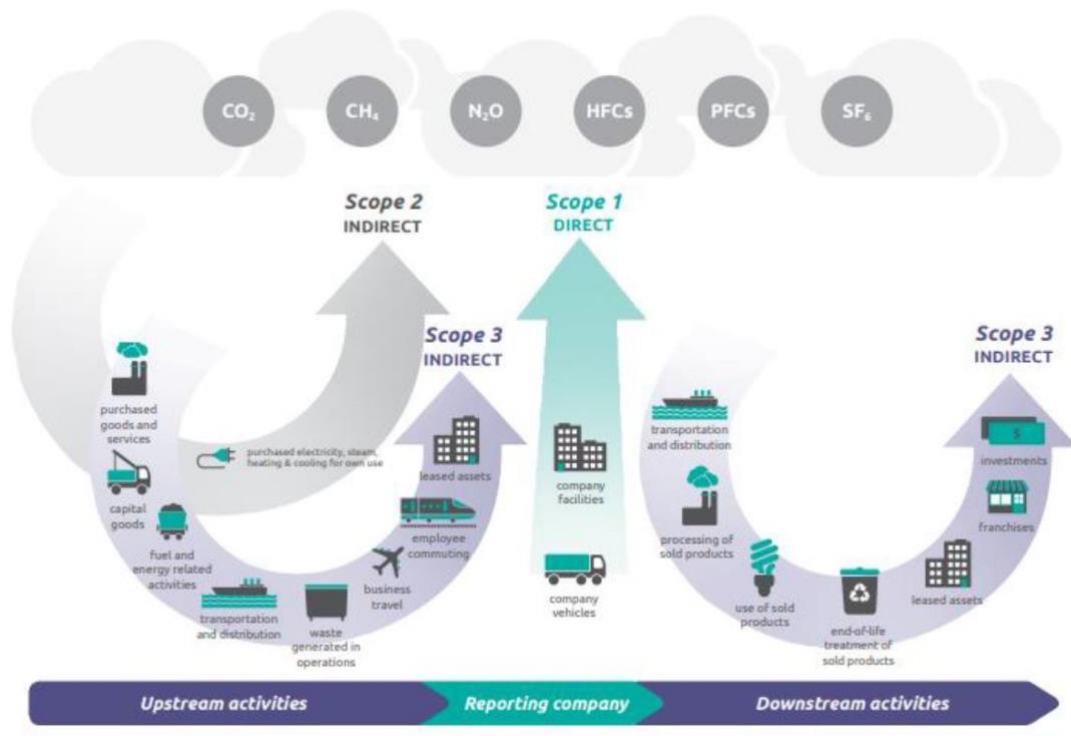 CO₂
CH₄
N₂O
HFCs
PFCs
SF₆
Scope 2
INDIRECT
Scope 1
DIRECT
Scope 3
INDIRECT
Scope 3
INDIRECT
purchased
goods and
services
capital
goods
fuel and
energy related
activities
purchased electricity, steam,
heating & cooling for own use
transportation
and distribution
waste
generated in
operations
business
travel
employee
commuting
leased assets
company
facilities
company
vehicles
transportation
and distribution
processing of
sold products
use of sold
products
end-of-life
treatment of
sold products
leased assets
franchises
$
investments
Upstream activities
Reporting company
Downstream activities